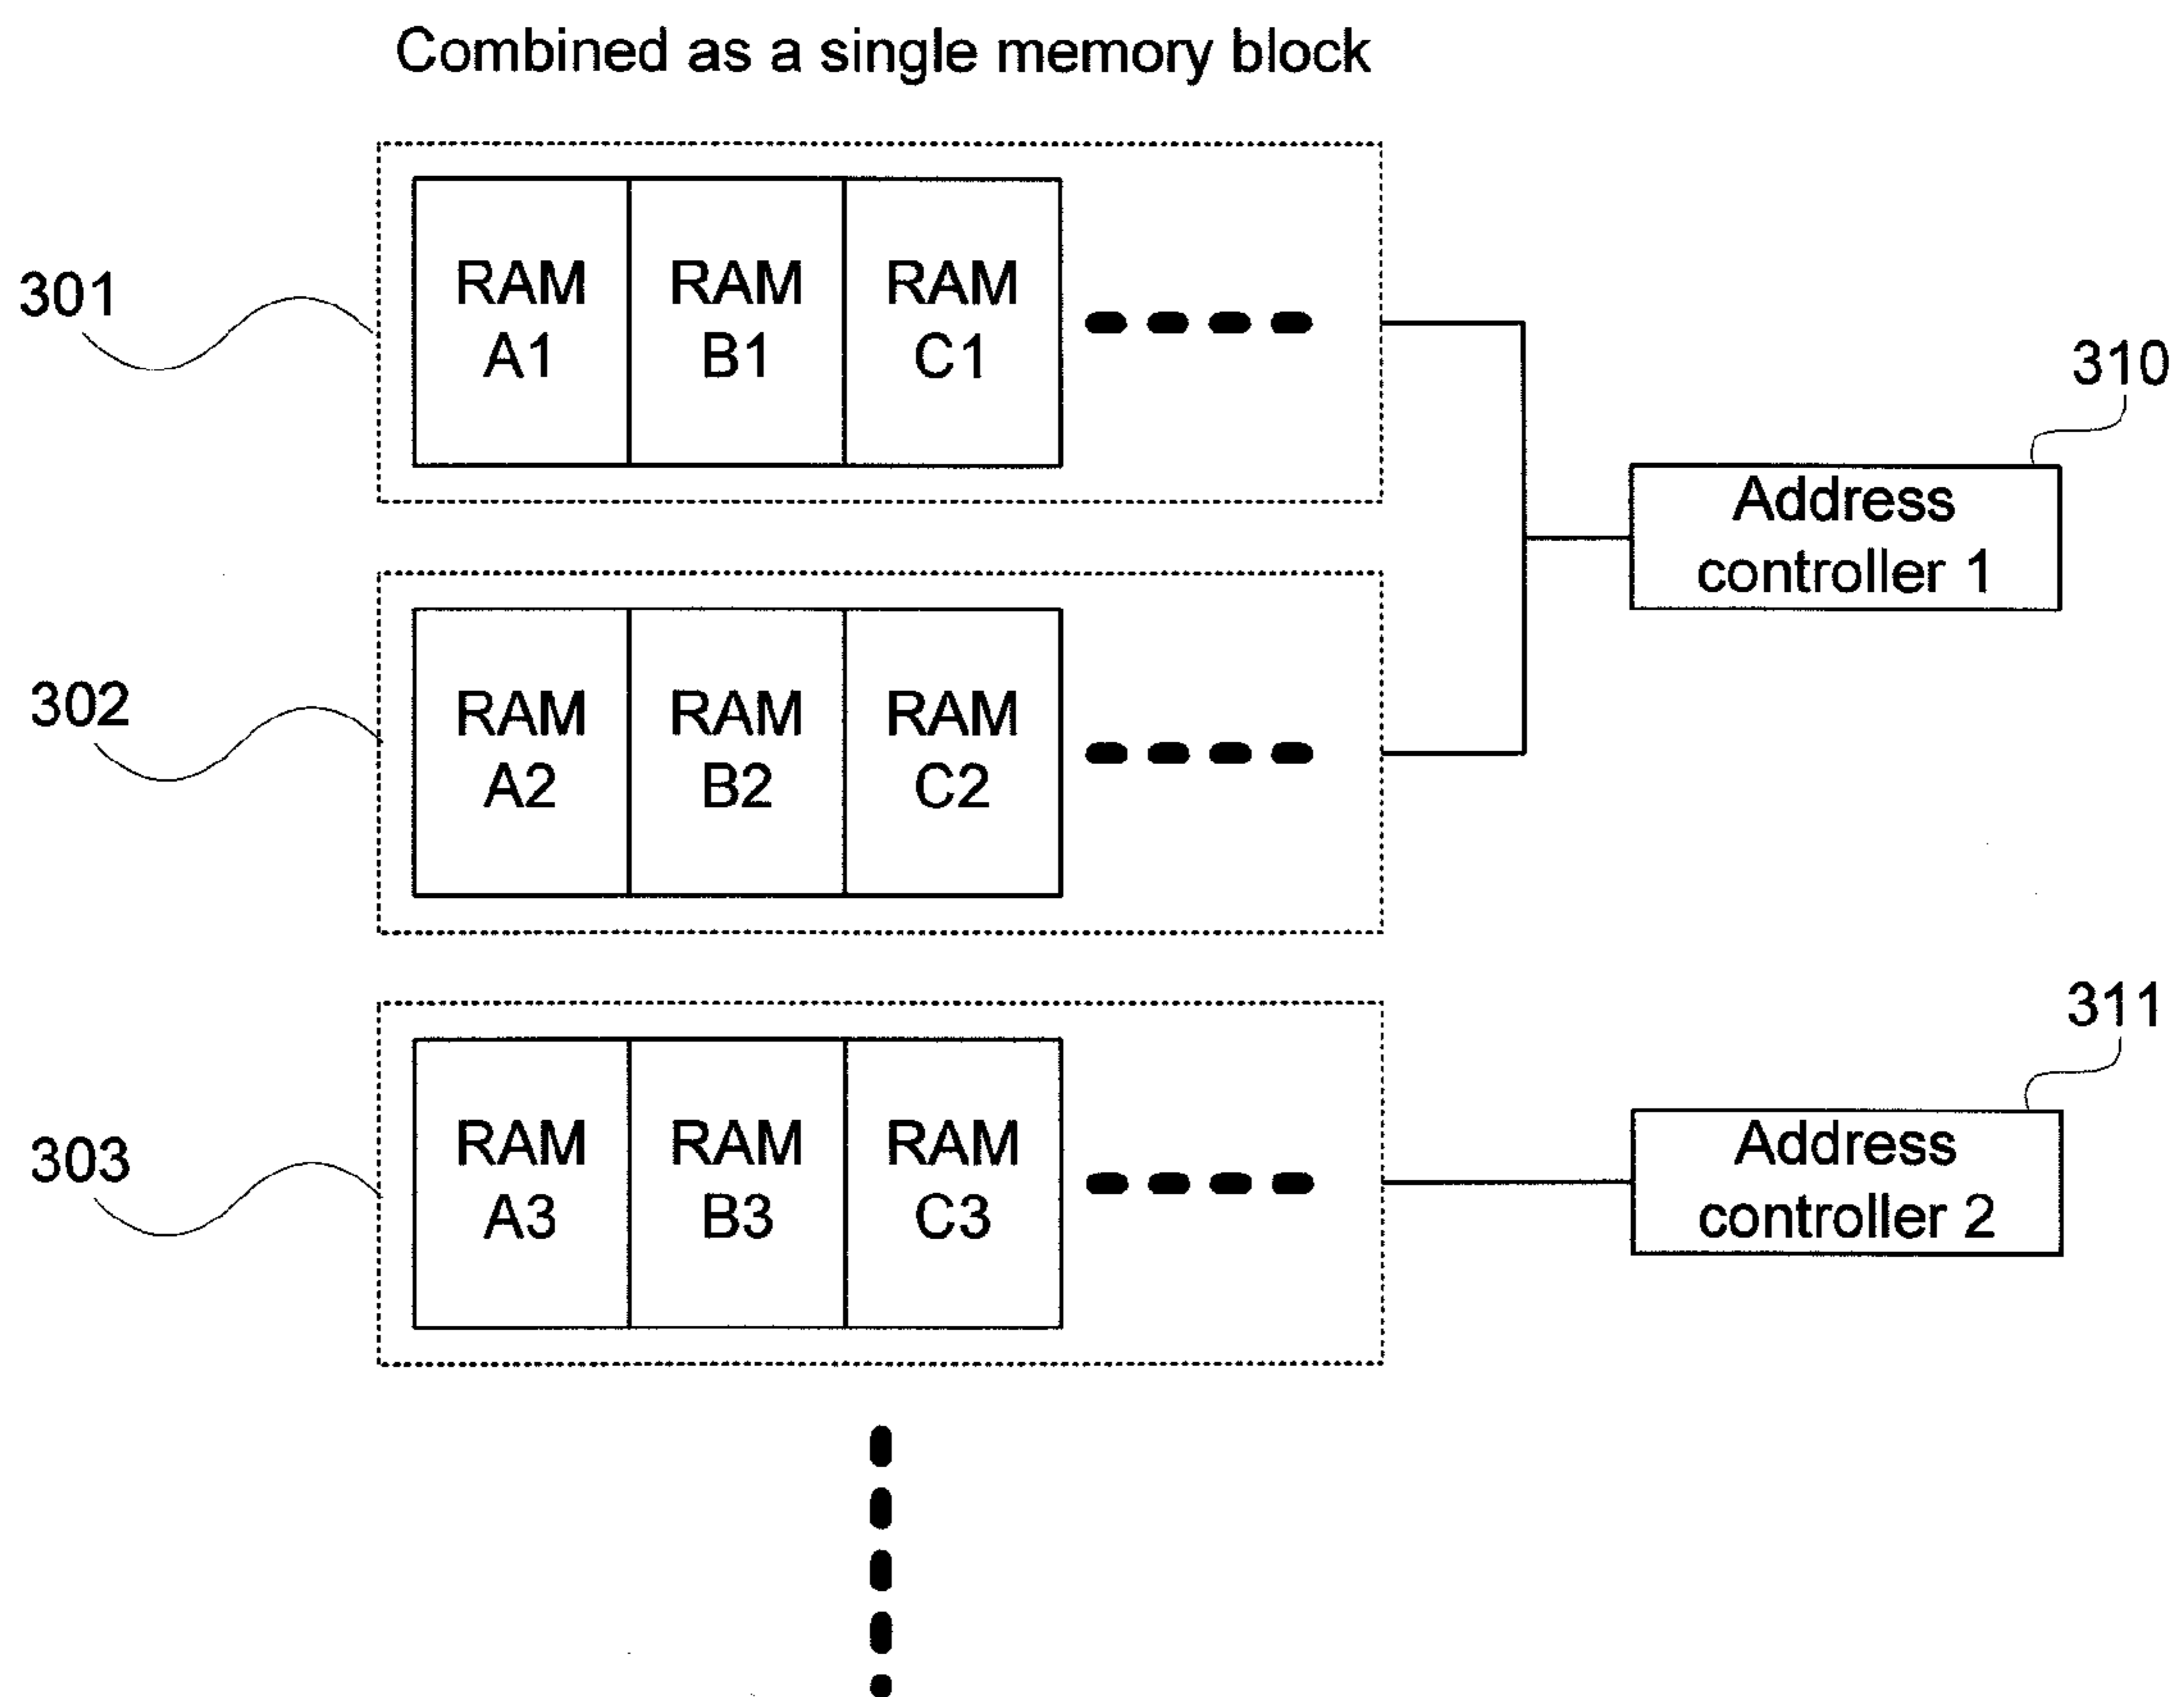 Combined as a single memory block
301
RAM A1
RAM B1
RAM C1
310
Address
controller 1
302
RAM A2
RAM B2
RAM C2
311
303
RAM A3
RAM B3
RAM C3
Address
controller 2